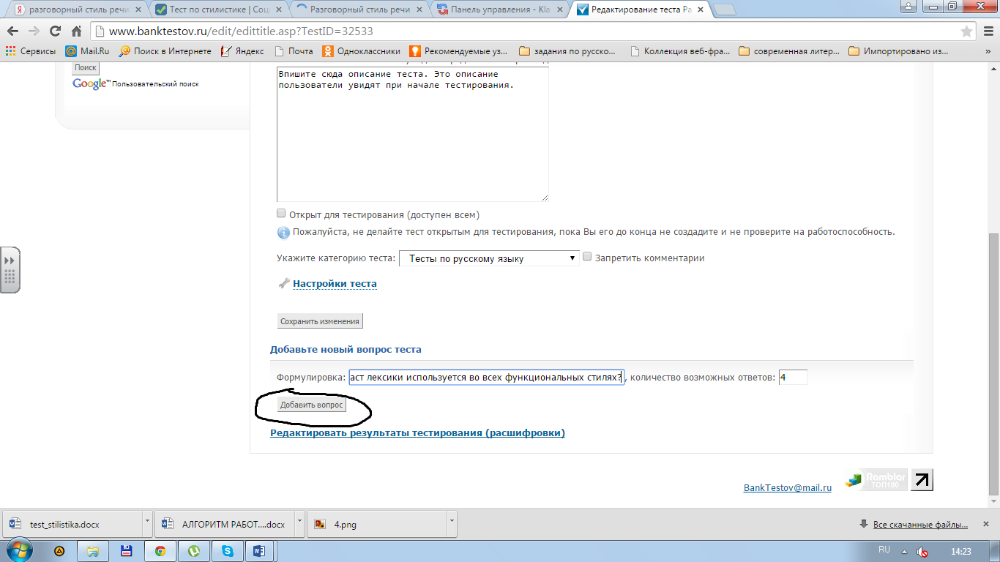 разговорный стиль речи
Тест по стилистике | Соци
Разговорный стиль речи
Панель управления - Kla
Редактирование теста Ра
www.banktestov.ru/edit/edittitle.asp?TestID=32533
Сервисы
Mail.Ru
Поиск в Интернете
Яндекс
Почта
Одноклассники
Рекомендуемые уз...
задания по русско...
Коллекция веб-фра...
современная литер...
Импортировано из...
»
Поиск
Google™ Пользовательский поиск
Впишите сюда описание теста. Это описание
пользователи увидят при начале тестирования.
Открыт для тестирования (доступен всем)
Пожалуйста, не делайте тест открытым для тестирования, пока Вы его до конца не создадите и не проверите на работоспособность.
Укажите категорию теста: Тесты по русскому языку Запретить комментарии
Настройки теста
Сохранить изменения
Добавьте новый вопрос теста
Формулировка: аст лексики используется во всех функциональных стилях? , количество возможных ответов: 4
Добавить вопрос
Редактировать результаты тестирования (расшифровки)
BankTestov@mail.ru
Rambler
ТОП100
test_stilistika.docx
АЛГОРИТМ РАБОТ....docx
4.png
Все скачанные файлы...
RU
14:23